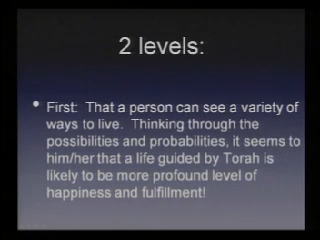 2 levels:
• First: That a person can see a variety of
ways to live. Thinking through the
possibilities and probabilities, it seems to
him/her that a life guided by Torah is
likely to be more profound level of
happiness and fulfillment!